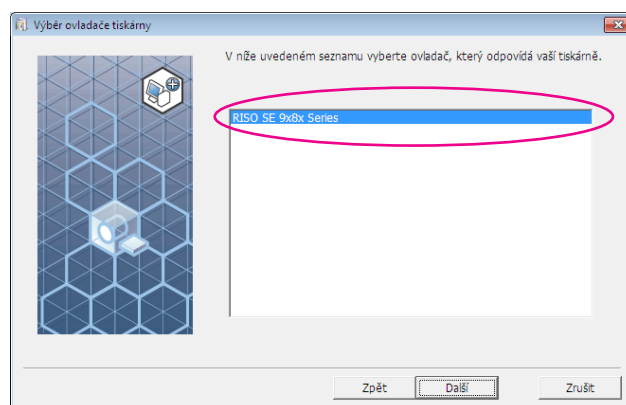 Výběr ovladače tiskárny
V níže uvedeném seznamu vyberte ovladač, který odpovídá vaší tiskárně.
RISO SE 9x8x Series
Zpět
Další
Zrušit